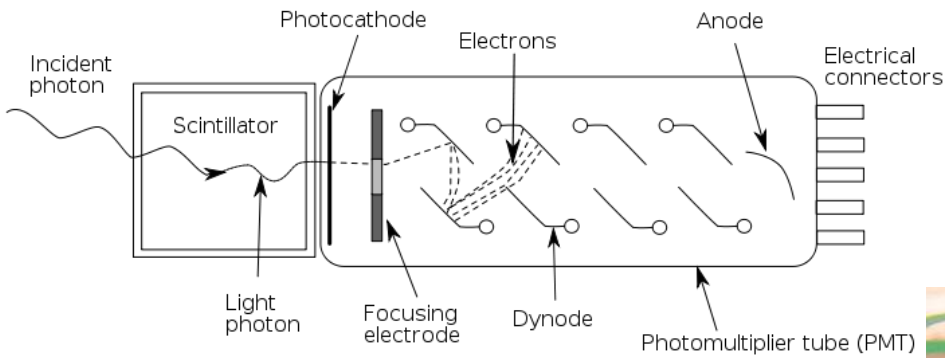 Photocathode
Electrons
Anode
Incident
photon
Electrical
connectors
Scintillator
Light
photon
Focusing
electrode
Dynode
Photomultiplier tube (PMT)